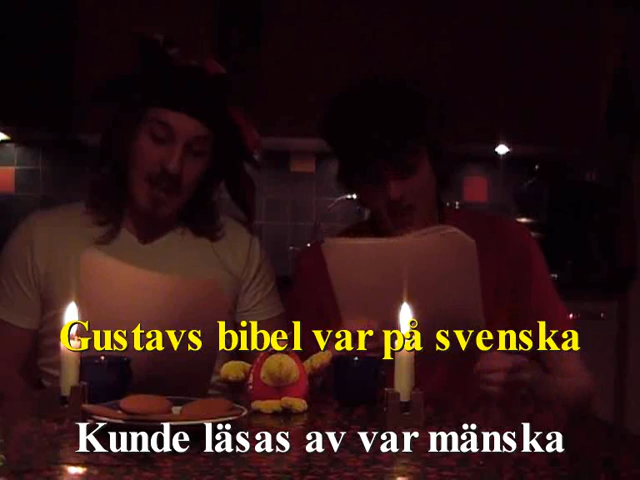 Gustavs bibel var på svenska
Kunde läsas av var mänska